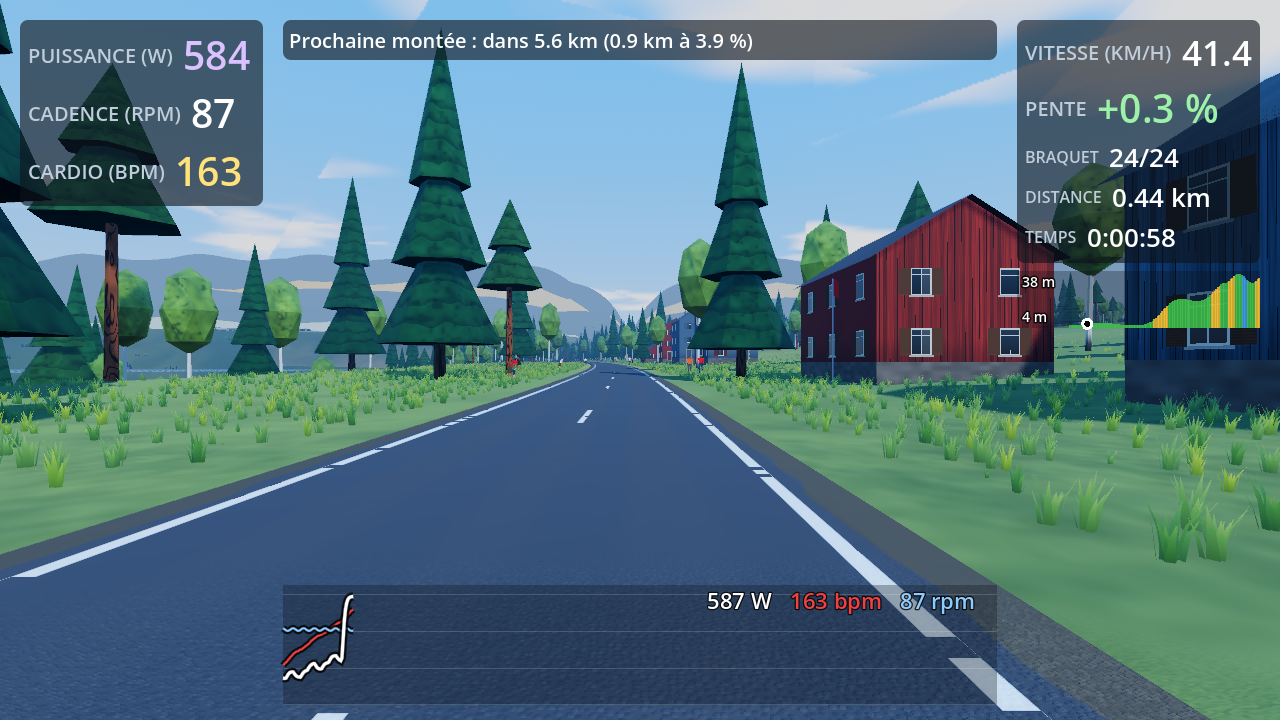 PUISSANCE (W) 584
CADENCE (RPM) 87
CARDIO (BPM) 163
Prochaine montée : dans 5.6 km (0.9 km à 3.9 %)
VITESSE (KM/H) 41.4
PENTE +0.3 %
BRAQUET 24/24
DISTANCE 0.44 km
TEMPS 0:00:58
38 m
4 m
587 W 163 bpm 87 rpm